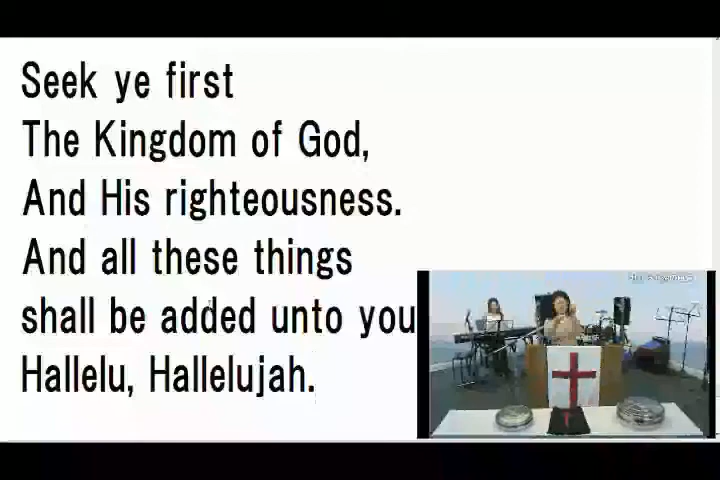 Seek ye first
The Kingdom of God,
And His righteousness.
And all these things
shall be added unto you
Hallelu, Hallelujah.